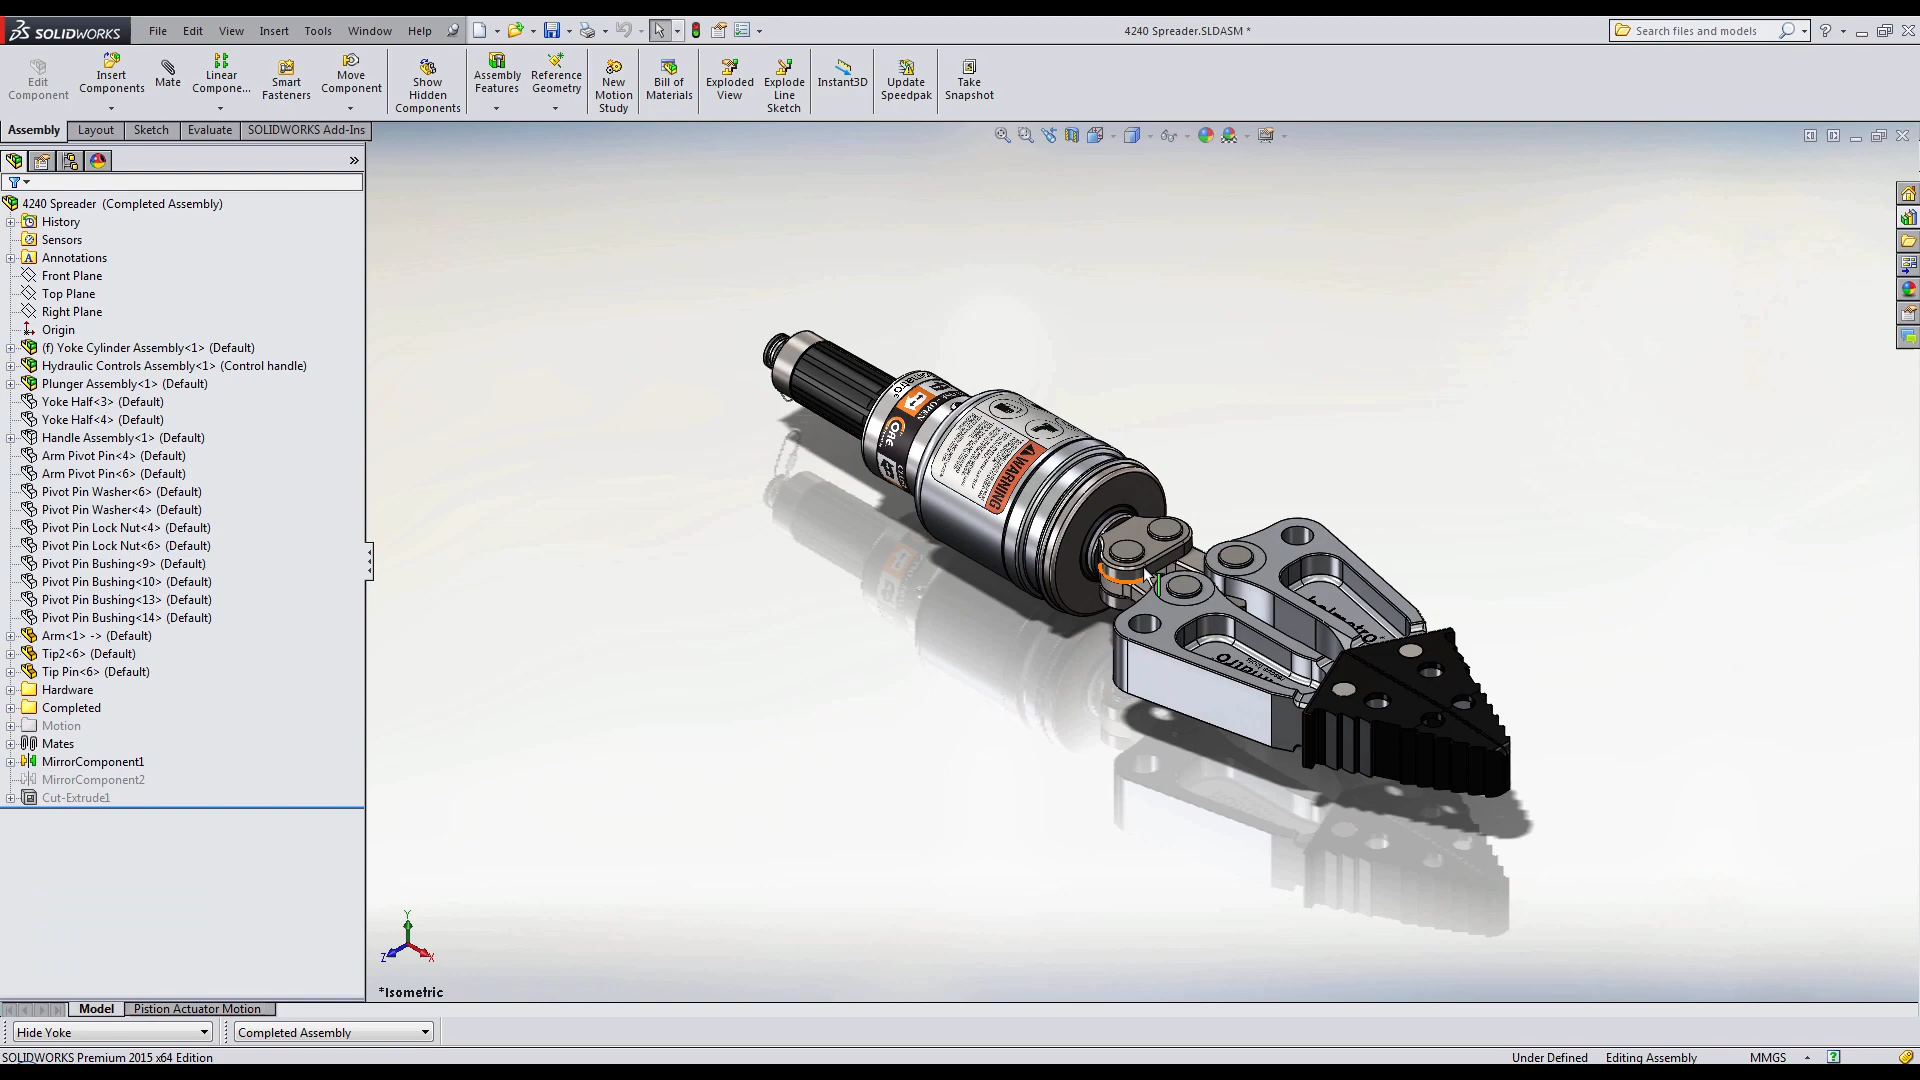 SOLIDWORKS File Edit View Insert Tools Window Help 4240 Spreader.SLDASM * Search files and models
Edit Component
Insert Components
Mate
Linear Compone...
Smart Fasteners
Move Component
Show Hidden Components
Assembly Features
Reference Geometry
New Motion Study
Bill of Materials
Exploded View
Explode Line Sketch
Instant3D
Update Speedpak
Take Snapshot
Assembly Layout Sketch Evaluate SOLIDWORKS Add-Ins
4240 Spreader (Completed Assembly)
History
Sensors
Annotations
Front Plane
Top Plane
Right Plane
Origin
(f) Yoke Cylinder Assembly<1> (Default)
Hydraulic Controls Assembly<1> (Control handle)
Plunger Assembly<1> (Default)
Yoke Half<3> (Default)
Yoke Half<4> (Default)
Handle Assembly<1> (Default)
Arm Pivot Pin<4> (Default)
Arm Pivot Pin<6> (Default)
Pivot Pin Washer<6> (Default)
Pivot Pin Washer<4> (Default)
Pivot Pin Lock Nut<4> (Default)
Pivot Pin Lock Nut<6> (Default)
Pivot Pin Bushing<9> (Default)
Pivot Pin Bushing<10> (Default)
Pivot Pin Bushing<13> (Default)
Pivot Pin Bushing<14> (Default)
Arm<1> -> (Default)
Tip2<6> (Default)
Tip Pin<6> (Default)
Hardware
Completed
Motion
Mates
MirrorComponent1
MirrorComponent2
Cut-Extrude1
OPEN
WARNING
Y
Z
X
*Isometric
Model Pistion Actuator Motion
Hide Yoke Completed Assembly
SOLIDWORKS Premium 2015 x64 Edition Under Defined Editing Assembly MMGS